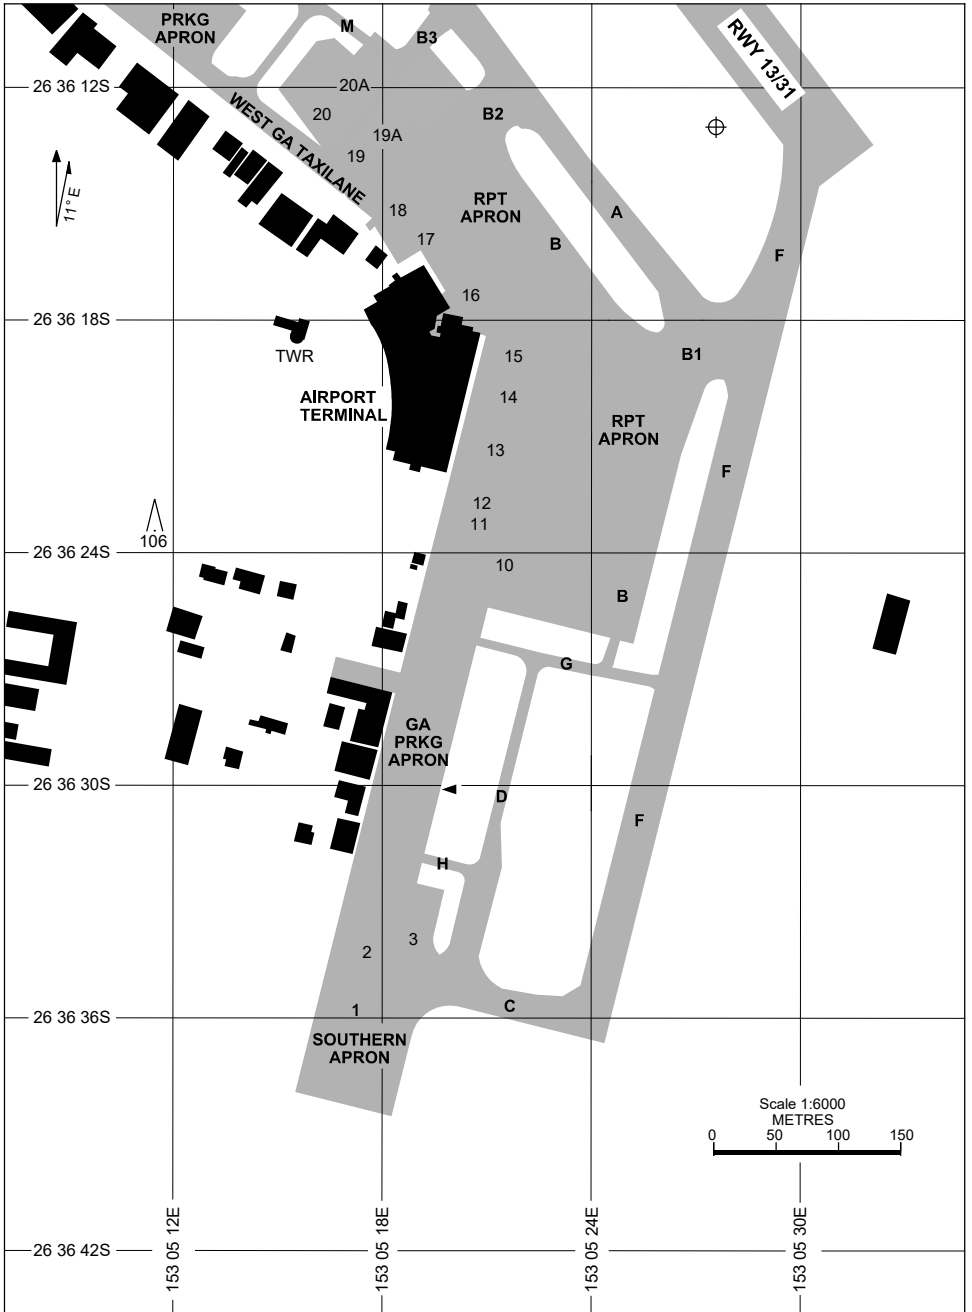 PRKG
APRON
M
B3
RWY 13/31
26 36 12S
20A
20
B2
WEST GA TAXILANE
19A
19
11° E
18
RPT
APRON
A
17
B
F
16
26 36 18S
TWR
15
B1
AIRPORT
TERMINAL
14
RPT
APRON
13
F
12
11
106
26 36 24S
10
B
G
GA
PRKG
APRON
26 36 30S
D
F
H
3
2
1
C
26 36 36S
SOUTHERN
APRON
Scale 1:6000
METRES
0 50 100 150
153 05 12E
153 05 18E
153 05 24E
153 05 30E
26 36 42S